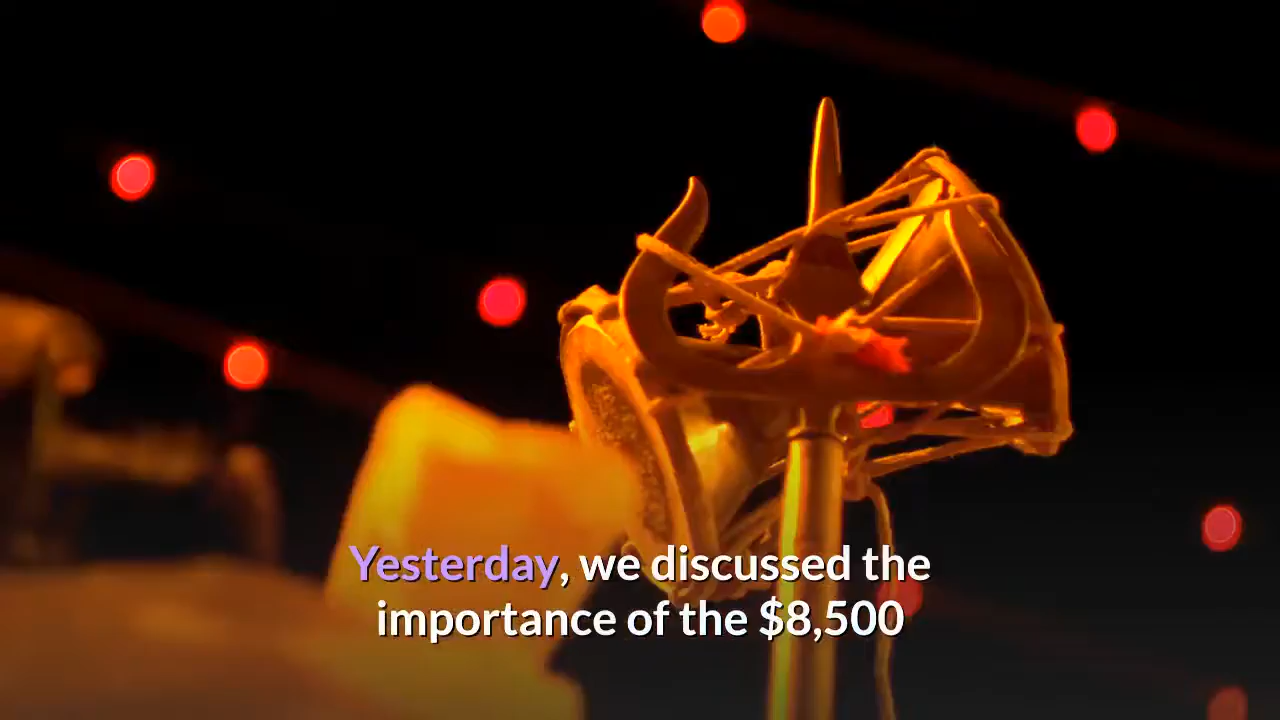 Yesterday, we discussed the
importance of the $8,500